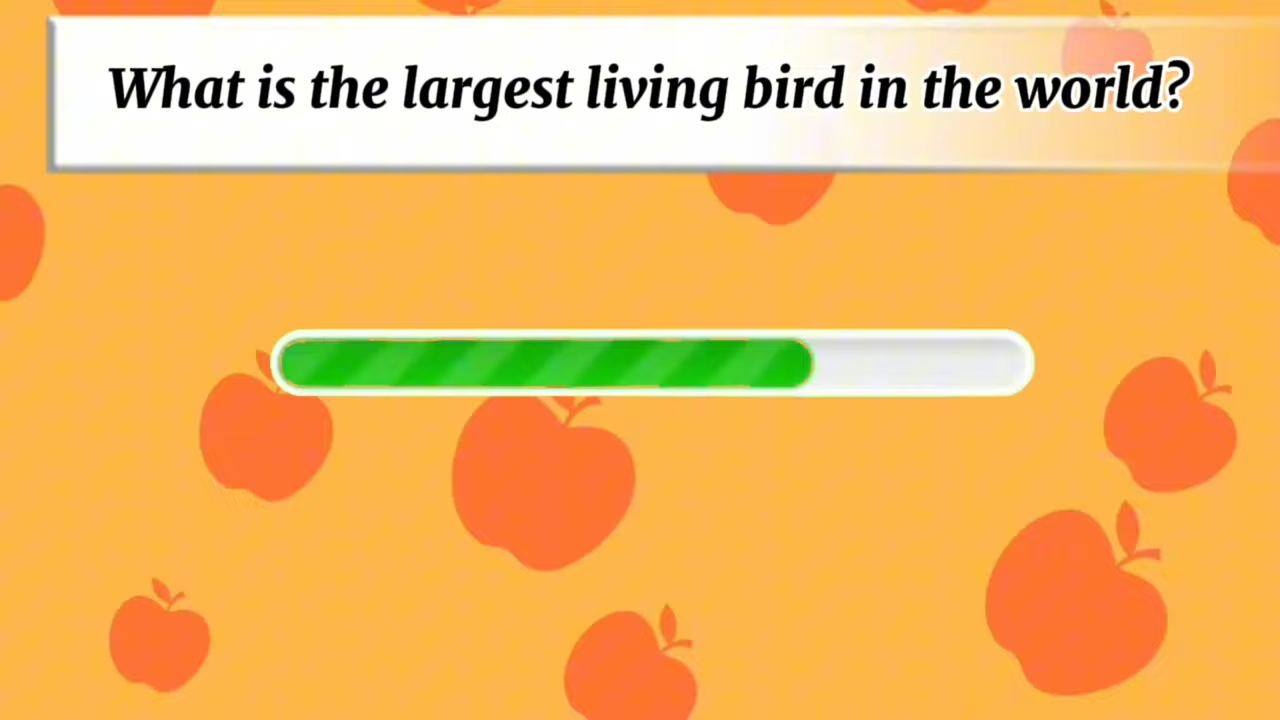 What is the largest living bird in the world?